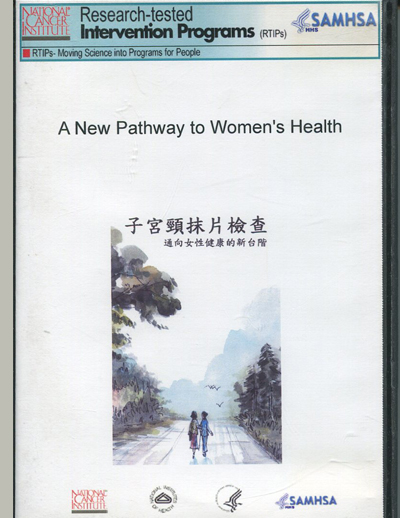 NATIONAL
CANCER
INSTITUTE
Research-tested
Intervention Programs (RTIPs)
SAMHSA
HHS
RTIPs- Moving Science into Programs for People
A New Pathway to Women's Health
子宮頸抹片檢查
通向女性健康的新台階
NATIONAL
CANCER
INSTITUTE
SAMHSA
HHS